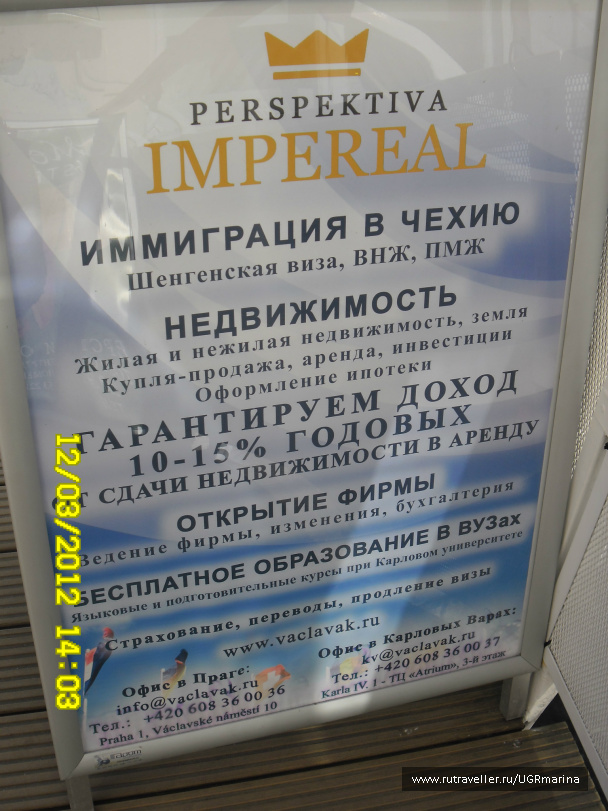 PERSPEKTIVA
IMPEREAL
ИММИГРАЦИЯ В ЧЕХИЮ
Шенгенская виза, ВНЖ, ПМЖ
НЕДВИЖИМОСТЬ
Жилая и нежилая недвижимость, земля
Купля-продажа, аренда, инвестиции
Оформление ипотеки
ГАРАНТИРУЕМ ДОХОД
10-15% ГОДОВЫХ
ОТ СДАЧИ НЕДВИЖИМОСТИ В АРЕНДУ
ОТКРЫТИЕ ФИРМЫ
Ведение фирмы, изменения, бухгалтерия
БЕСПЛАТНОЕ ОБРАЗОВАНИЕ В ВУЗах
Языковые и подготовительные курсы при Карловом университете
Страхование, переводы, продление визы
www.vaclavak.ru
Офис в Праге:
info@vaclavak.ru
Тел.: +420 608 36 00 36
Praha 1, Václavské náměstí 10
Офис в Карловых Варах:
kv@vaclavak.ru
Тел.: +420 608 36 00 37
Karla IV. 1 - ТЦ «Atrium», 3-й этаж
12/03/2012 14:03
www.rutraveller.ru/UGRmarina